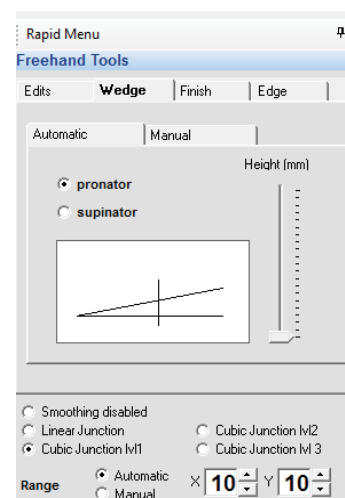 Rapid Menu
Freehand Tools
Edits Wedge Finish Edge
Automatic Manual
Height (mm)
pronator
supinator
Smoothing disabled
Linear Junction Cubic Junction lvl2
Cubic Junction lvl1 Cubic Junction lvl 3
Range Automatic X 10 Y 10
Manual